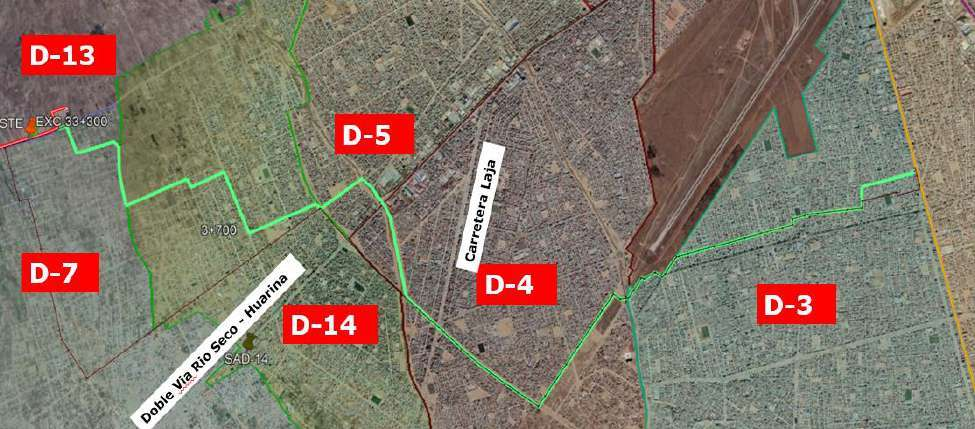 D-13
STE
EXC 33+300
D-5
Carretera Laja
3+700
D-7
D-4
D-14
D-3
Doble Via Rio Seco - Huarina
SAD-14